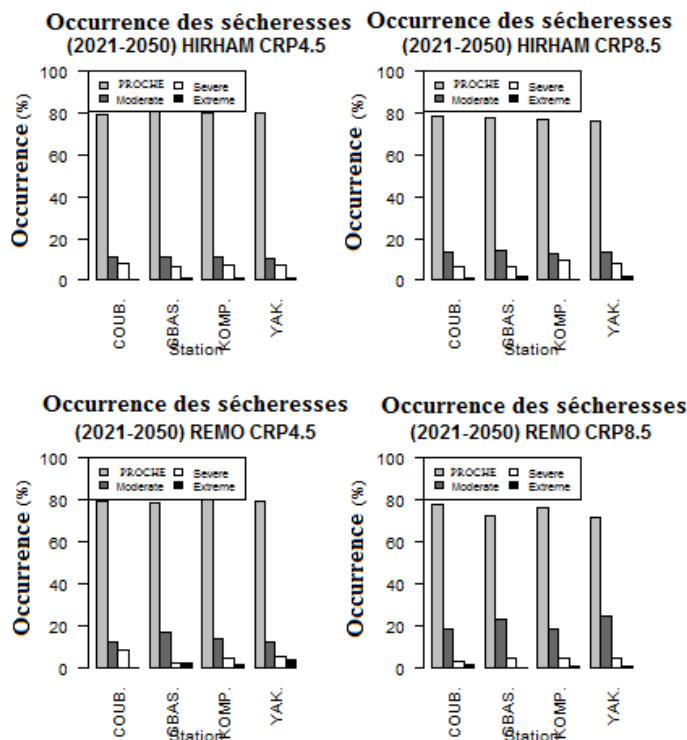 Occurrence des sécheresses
(2021-2050) HIRHAM CRP4.5
Occurrence (%)
100
80
60
40
20
0
PROCHE
Severe
Moderate
Extreme
COUB.
GBAS.
KOMP.
YAK.
Station
Occurrence des sécheresses
(2021-2050) HIRHAM CRP8.5
Occurrence (%)
100
80
60
40
20
0
PROCHE
Severe
Moderate
Extreme
COUB.
GBAS.
KOMP.
YAK.
Station
Occurrence des sécheresses
(2021-2050) REMO CRP4.5
Occurrence (%)
100
80
60
40
20
0
PROCHE
Severe
Moderate
Extreme
COUB.
GBAS.
KOMP.
YAK.
Station
Occurrence des sécheresses
(2021-2050) REMO CRP8.5
Occurrence (%)
100
80
60
40
20
0
PROCHE
Severe
Moderate
Extreme
COUB.
GBAS.
KOMP.
YAK.
Station